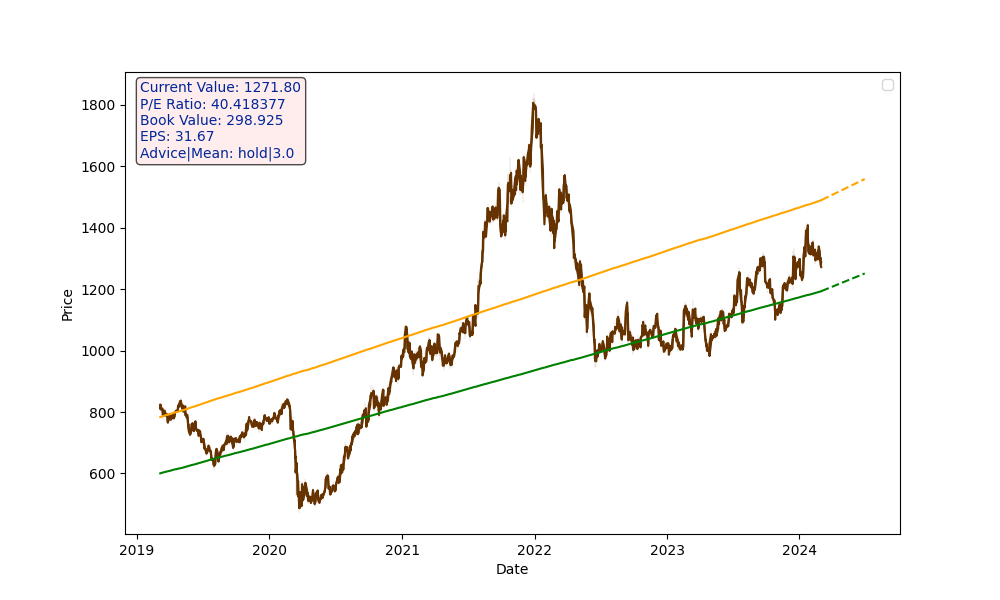 Current Value: 1271.80
P/E Ratio: 40.418377
Book Value: 298.925
EPS: 31.67
Advice|Mean: hold|3.0
1800
1600
1400
1200
1000
800
600
Price
2019 2020 2021 2022 2023 2024
Date